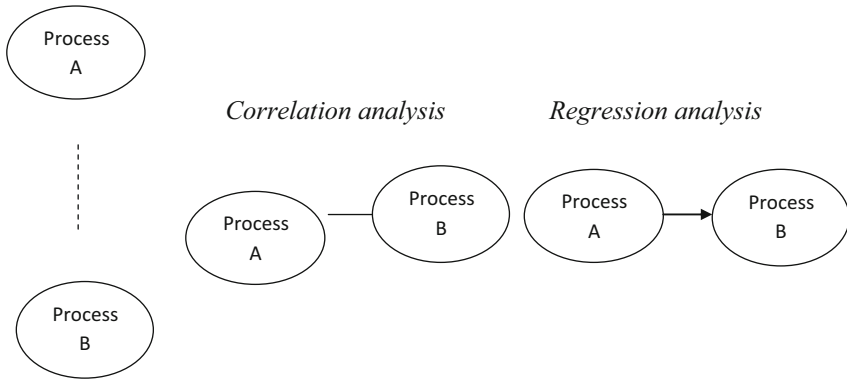 Process
A
Correlation analysis
Regression analysis
Process
A
Process
B
Process
A
Process
B
Process
B